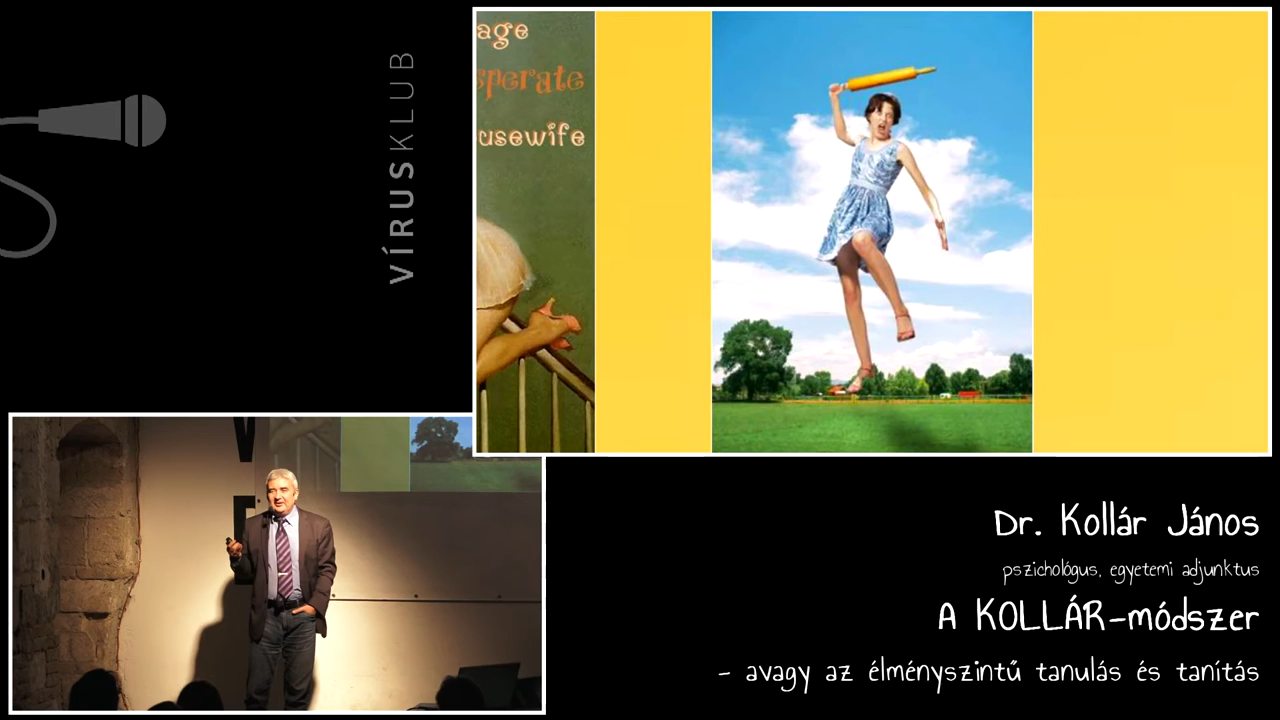 VÍRUSKLUB
age
sperate
usewife
Dr. Kollár János
pszichológus, egyetemi adjunktus
A KOLLÁR-módszer
- avagy az élményszintű tanulás és tanítás